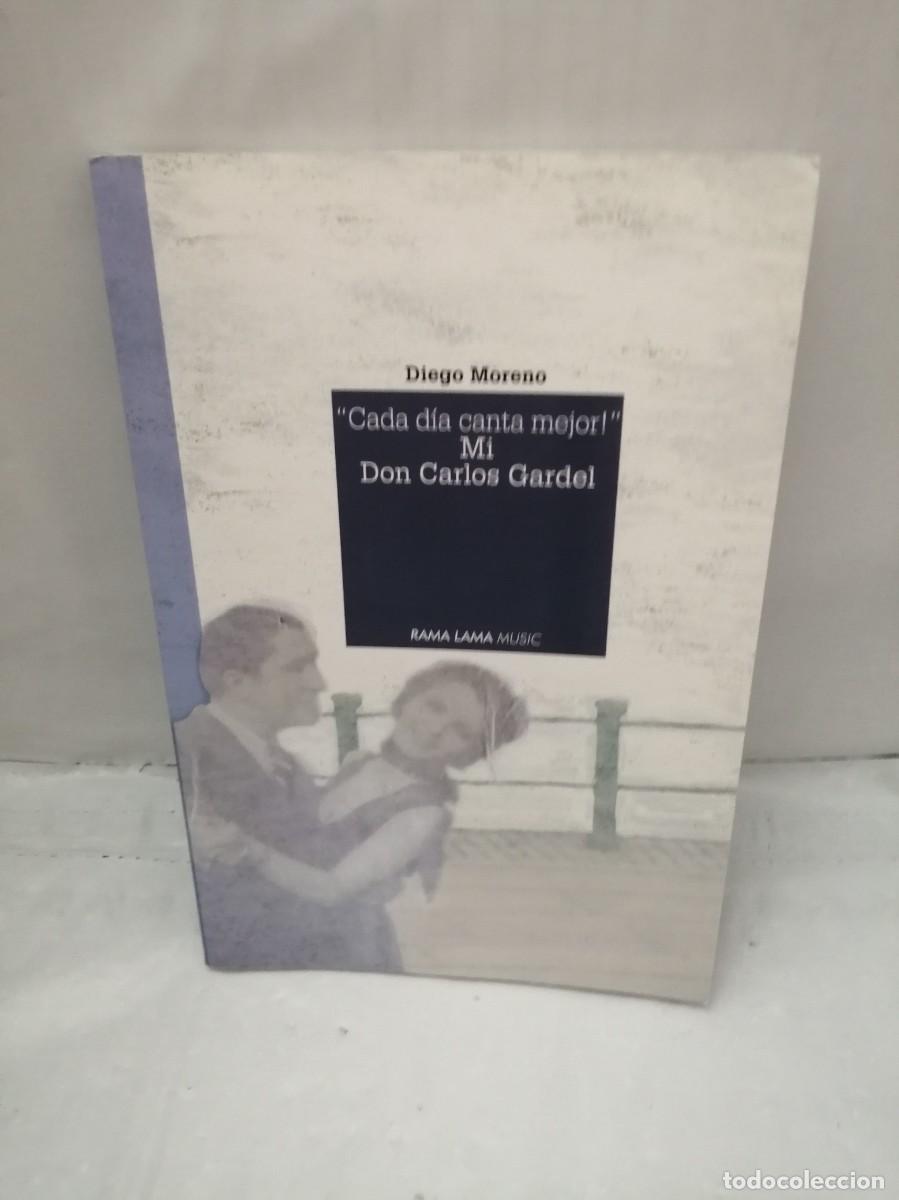 Diego Moreno
"Cada día canta mejor!"
Mi
Don Carlos Gardel
RAMA LAMA MUSIC
todocoleccion